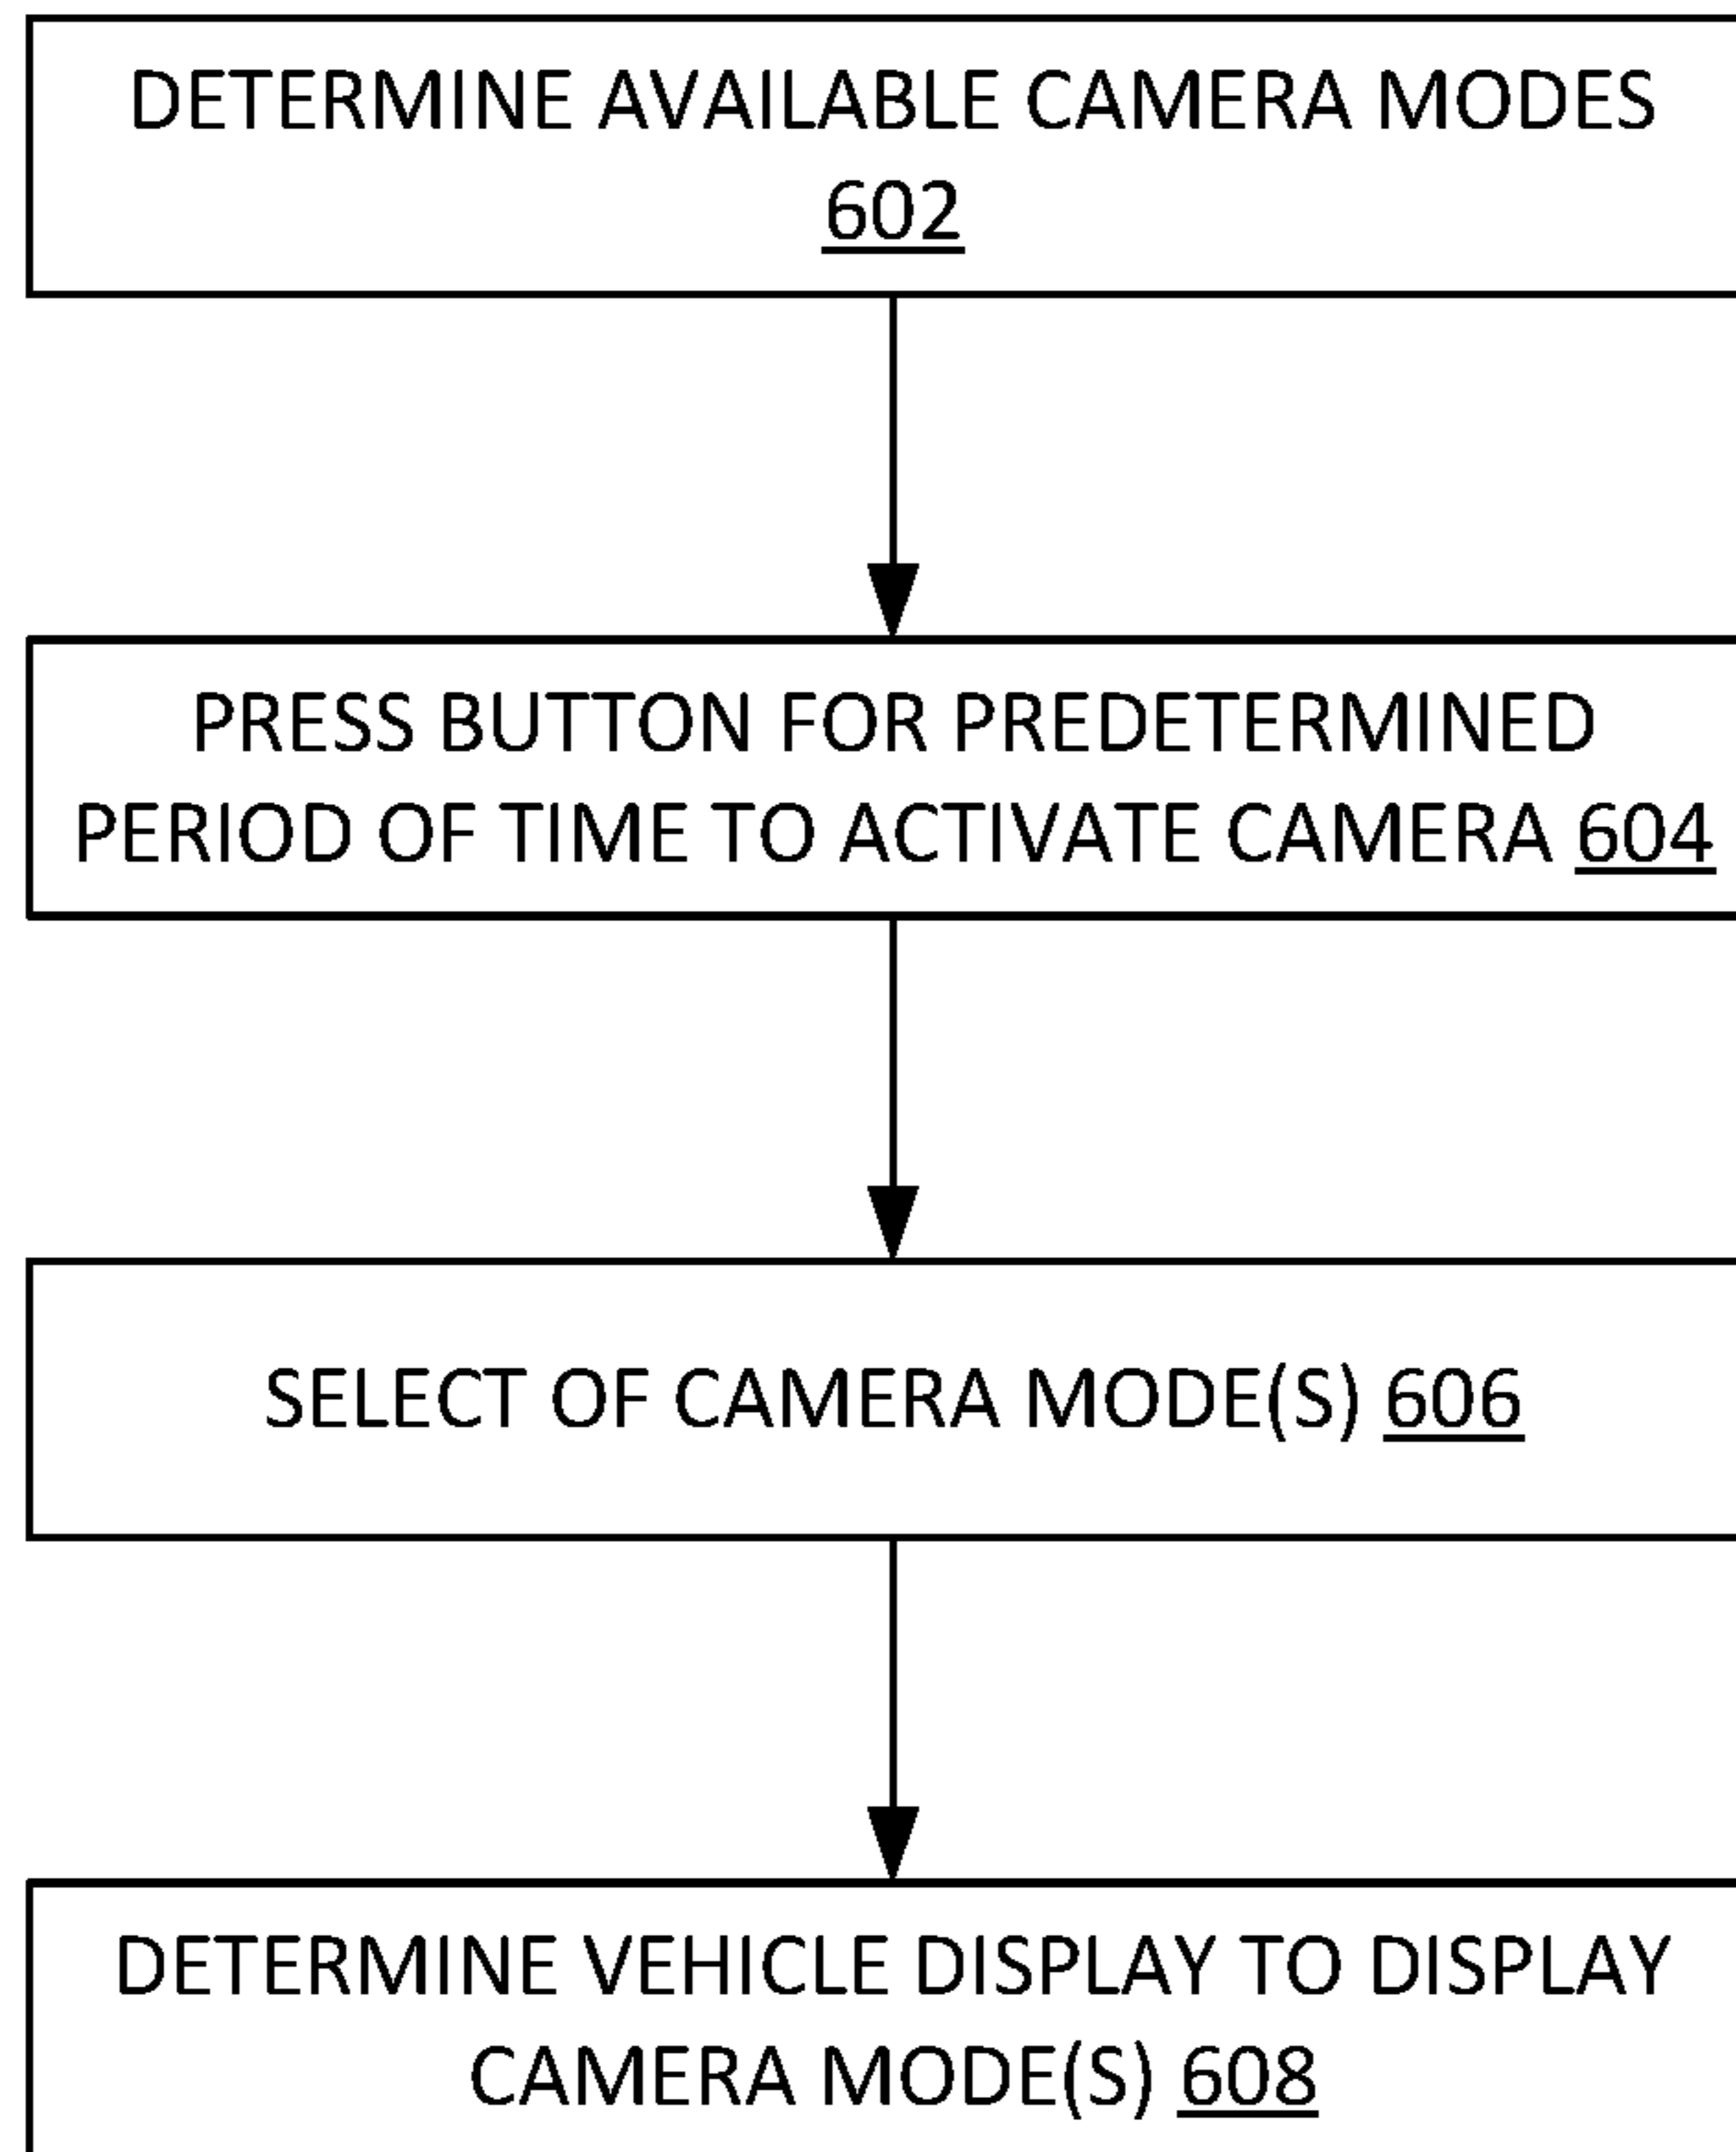 DETERMINE AVAILABLE CAMERA MODES
602
PRESS BUTTON FOR PREDETERMINED
PERIOD OF TIME TO ACTIVATE CAMERA 604
SELECT OF CAMERA MODE(S) 606
DETERMINE VEHICLE DISPLAY TO DISPLAY
CAMERA MODE(S) 608